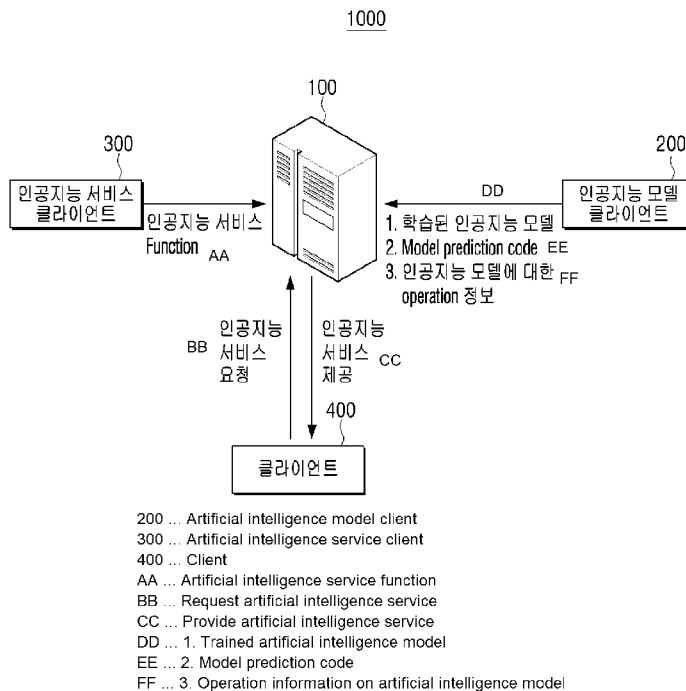 1000
100
300
200
인공지능 서비스
클라이언트
인공지능 서비스
Function AA
DD
인공지능 모델
클라이언트
1. 학습된 인공지능 모델
2. Model prediction code EE
3. 인공지능 모델에 대한 FF
operation 정보
BB
인공지능
서비스
요청
인공지능
서비스
제공
CC
400
클라이언트
200 ... Artificial intelligence model client
300 ... Artificial intelligence service client
400 ... Client
AA ... Artificial intelligence service function
BB ... Request artificial intelligence service
CC ... Provide artificial intelligence service
DD ... 1. Trained artificial intelligence model
EE ... 2. Model prediction code
FF ... 3. Operation information on artificial intelligence model